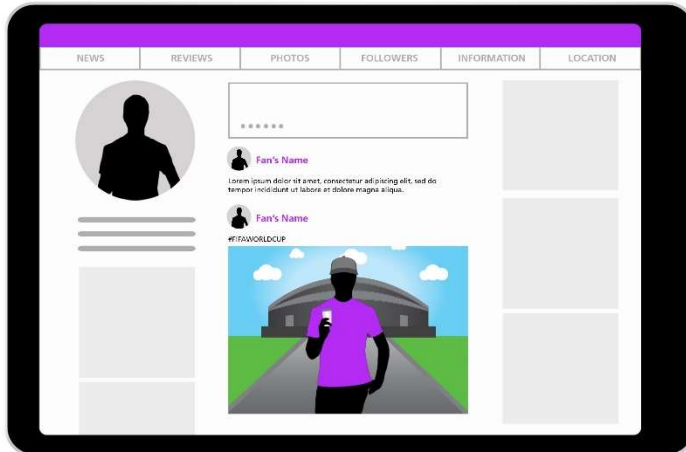 NEWS REVIEWS PHOTOS FOLLOWERS INFORMATION LOCATION
Fan's Name
Lorem ipsum dolor sit amet, consectetur adipiscing elit, sed do
tempor incididunt ut labore et dolore magna aliqua.
Fan's Name
#FIFAWORLDCUP